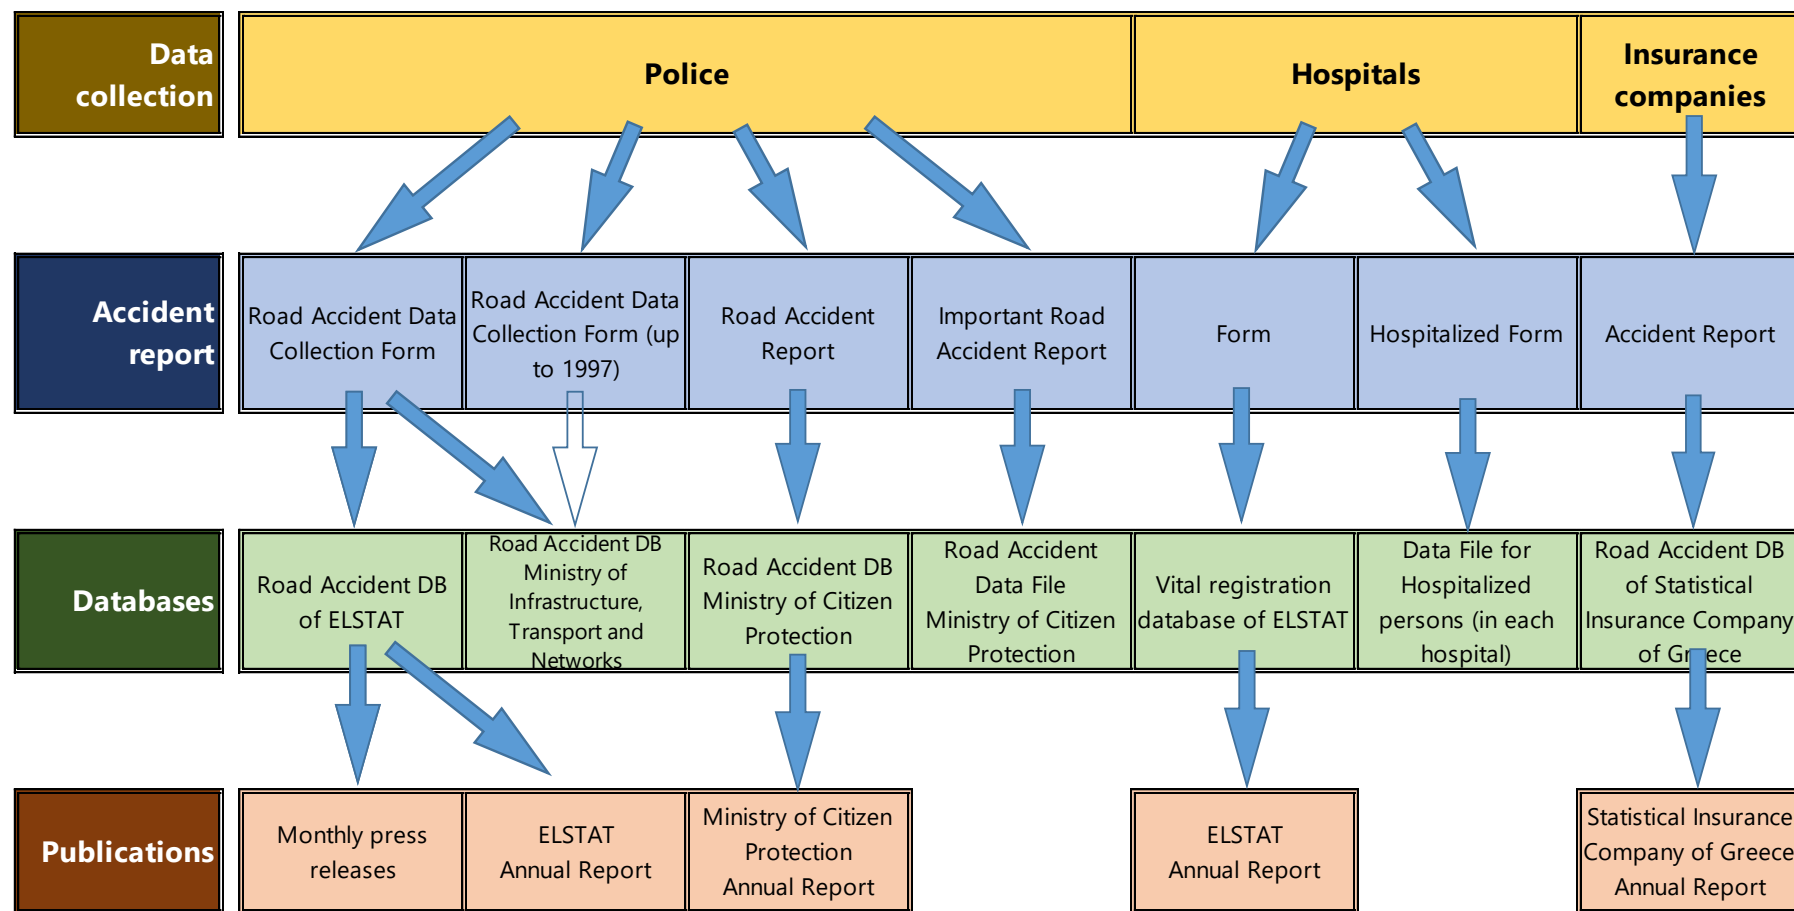 Data
collection
Police
Hospitals
Insurance
companies
Accident
report
Road Accident Data
Collection Form
Road Accident Data
Collection Form (up
to 1997)
Road Accident
Report
Important Road
Accident Report
Form
Hospitalized Form
Accident Report
Databases
Road Accident DB
of ELSTAT
Road Accident DB
Ministry of
Infrastructure,
Transport and
Networks
Road Accident DB
Ministry of Citizen
Protection
Road Accident
Data File
Ministry of Citizen
Protection
Vital registration
database of ELSTAT
Data File for
Hospitalized
persons (in each
hospital)
Road Accident DB
of Statistical
Insurance Company
of Greece
Publications
Monthly press
releases
ELSTAT
Annual Report
Ministry of Citizen
Protection
Annual Report
ELSTAT
Annual Report
Statistical Insurance
Company of Greece
Annual Report